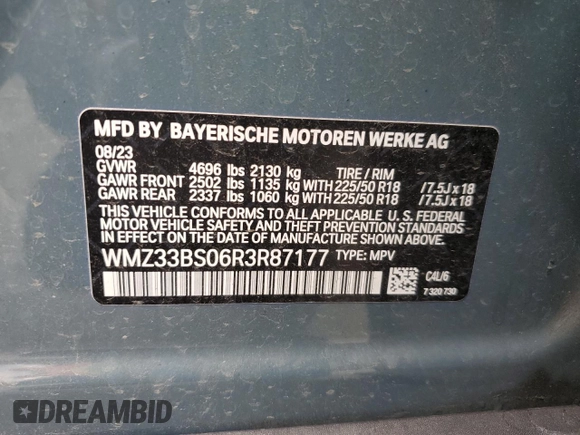 MFD BY BAYERISCHE MOTOREN WERKE AG
08/23
GVWR 4696 lbs 2130 kg TIRE / RIM
GAWR FRONT 2502 lbs 1135 kg WITH 225/50 R18 /7.5J x 18
GAWR REAR 2337 lbs 1060 kg WITH 225/50 R18 /7.5J x 18
THIS VEHICLE CONFORMS TO ALL APPLICABLE U. S. FEDERAL
MOTOR VEHICLE SAFETY AND THEFT PREVENTION STANDARDS
IN EFFECT ON THE DATE OF MANUFACTURE SHOWN ABOVE.
WMZ33BS06R3R87177 TYPE: MPV
C4L/6
7 320 730
DREAMBID